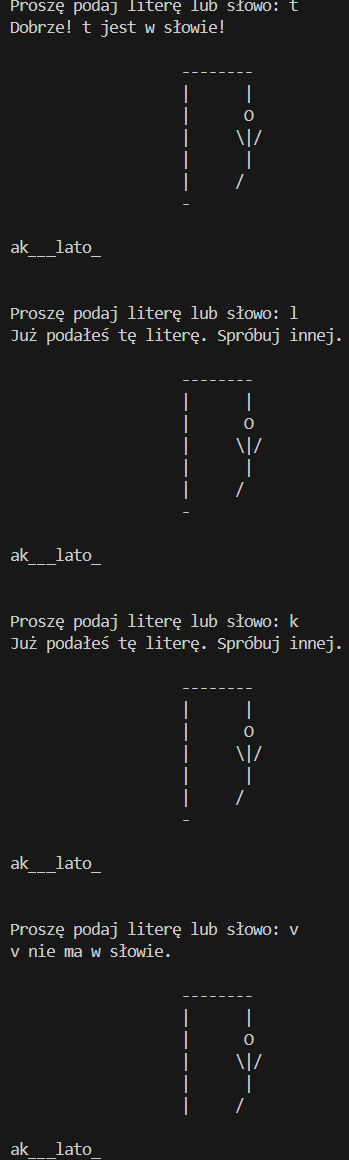 Proszę podaj literę lub słowo: t
Dobrze! t jest w słowie!
--------
|      |
|      O
|     \|/
|      |
|     /
-
ak___lato_
Proszę podaj literę lub słowo: l
Już podałeś tę literę. Spróbuj innej.
--------
|      |
|      O
|     \|/
|      |
|     /
-
ak___lato_
Proszę podaj literę lub słowo: k
Już podałeś tę literę. Spróbuj innej.
--------
|      |
|      O
|     \|/
|      |
|     /
-
ak___lato_
Proszę podaj literę lub słowo: v
v nie ma w słowie.
--------
|      |
|      O
|     \|/
|      |
|     /
ak___lato_